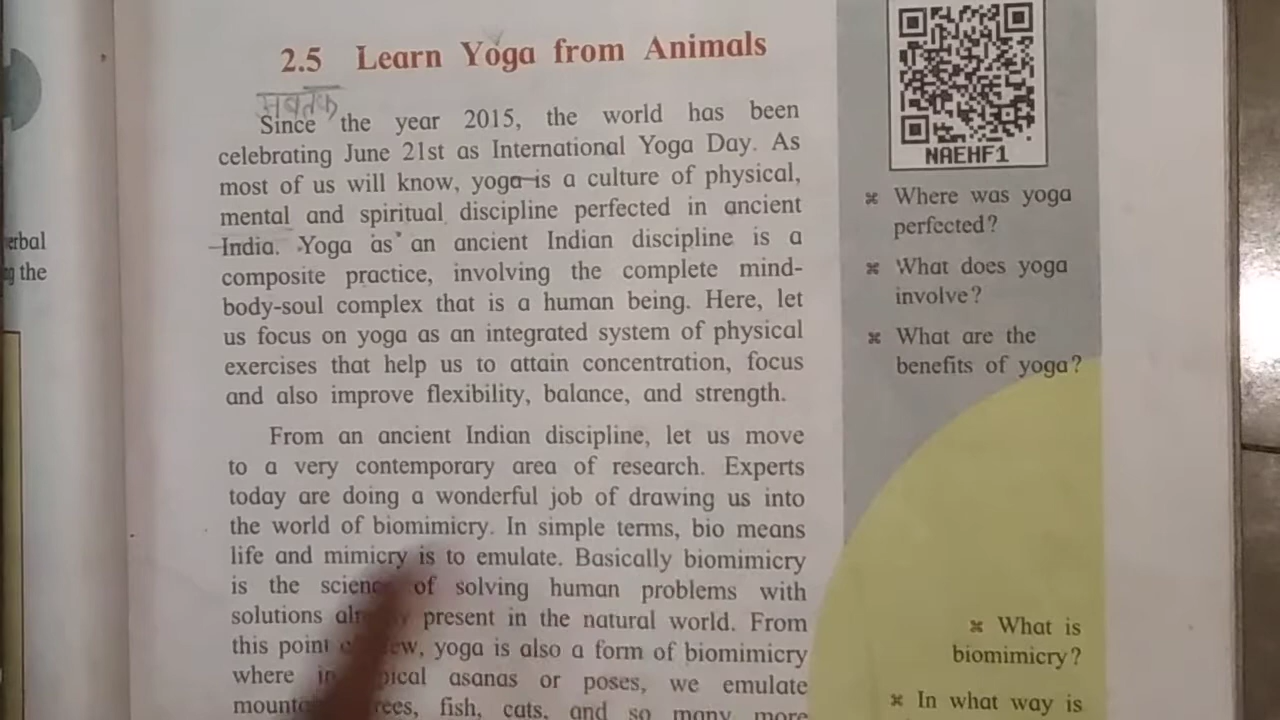 2.5 Learn Yoga from Animals
Since the year 2015, the world has been
celebrating June 21st as International Yoga Day. As
most of us will know, yoga is a culture of physical,
mental and spiritual discipline perfected in ancient
India. Yoga as an ancient Indian discipline is a
composite practice, involving the complete mind-
body-soul complex that is a human being. Here, let
us focus on yoga as an integrated system of physical
exercises that help us to attain concentration, focus
and also improve flexibility, balance, and strength.
From an ancient Indian discipline, let us move
to a very contemporary area of research. Experts
today are doing a wonderful job of drawing us into
the world of biomimicry. In simple terms, bio means
life and mimicry is to emulate. Basically biomimicry
is the of solving human problems with
solutions present in the natural world. From
this point yoga is also a form of biomimicry
where asanas or poses, we emulate
fish, cats, and so many more
NAEHF1
Where was yoga
perfected?
What does yoga
involve?
What are the
benefits of yoga?
What is
biomimicry?
In what way is
erbal
the